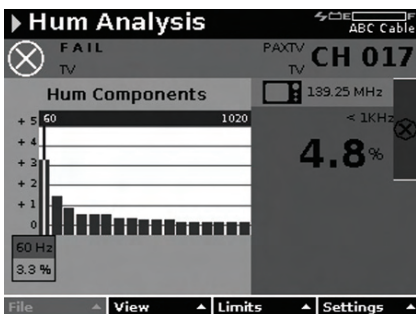 Hum Analysis
E F
ABC Cable
FAIL
TV
PAXTV
TV
CH 017
Hum Components
139.25 MHz
60 1020
< 1KHz
4.8%
+ 5
+ 4
+ 3
+ 2
+ 1
0
60 Hz
3.3 %
File View Limits Settings